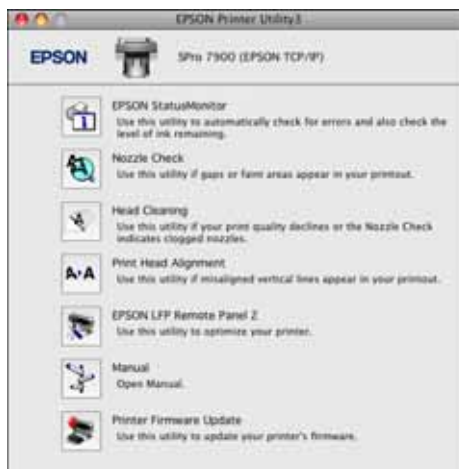 EPSON Printer Utility3
EPSON
SPro 7900 (EPSON TCP/IP)
EPSON StatusMonitor
Use this utility to automatically check for errors and also check the
level of ink remaining.
Nozzle Check
Use this utility if gaps or faint areas appear in your printout.
Head Cleaning
Use this utility if your print quality declines or the Nozzle Check
indicates clogged nozzles.
Print Head Alignment
Use this utility if misaligned vertical lines appear in your printout.
EPSON LFP Remote Panel 2
Use this utility to optimize your printer.
Manual
Open Manual.
Printer Firmware Update
Use this utility to update your printer's firmware.